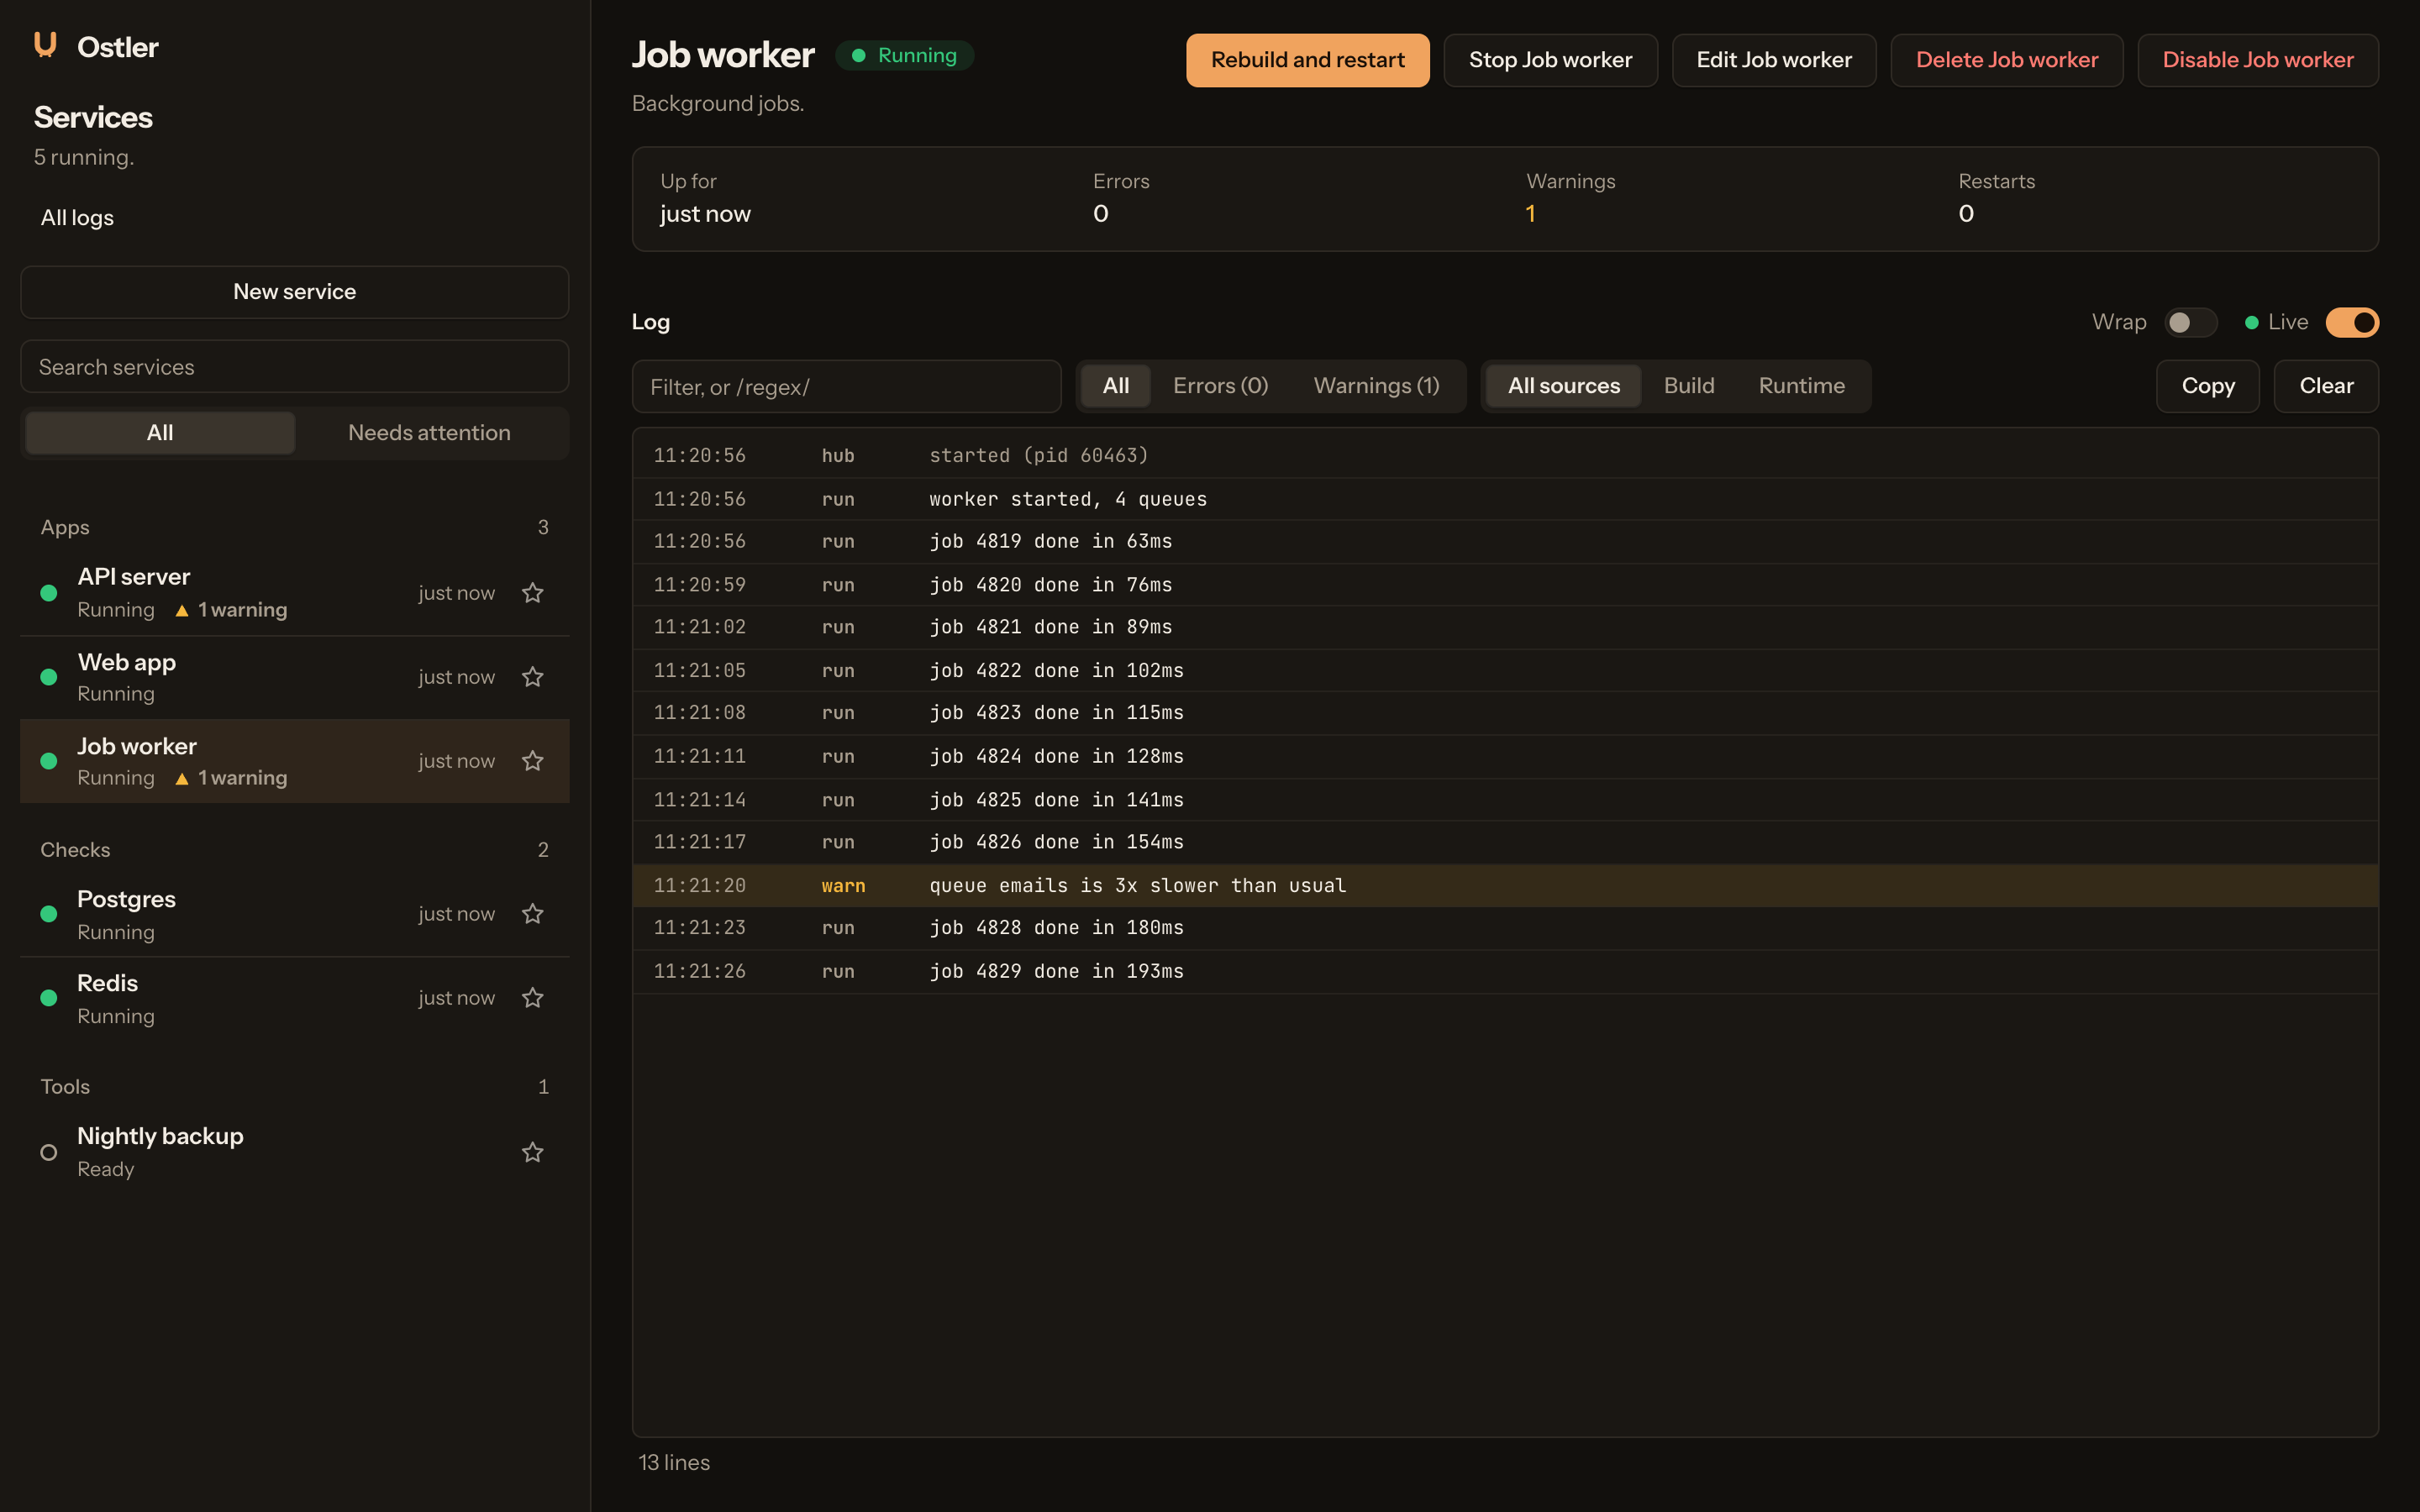 Ostler
Services
5 running.
All logs
New service
Search services
All Needs attention
Apps 3
API server
Running 1 warning just now
Web app
Running just now
Job worker
Running 1 warning just now
Checks 2
Postgres
Running just now
Redis
Running just now
Tools 1
Nightly backup
Ready
Job worker Running
Background jobs.
Rebuild and restart Stop Job worker Edit Job worker Delete Job worker Disable Job worker
Up for Errors Warnings Restarts
just now 0 1 0
Log Wrap Live
Filter, or /regex/ All Errors (0) Warnings (1) All sources Build Runtime Copy Clear
11:20:56 hub started (pid 60463)
11:20:56 run worker started, 4 queues
11:20:56 run job 4819 done in 63ms
11:20:59 run job 4820 done in 76ms
11:21:02 run job 4821 done in 89ms
11:21:05 run job 4822 done in 102ms
11:21:08 run job 4823 done in 115ms
11:21:11 run job 4824 done in 128ms
11:21:14 run job 4825 done in 141ms
11:21:17 run job 4826 done in 154ms
11:21:20 warn queue emails is 3x slower than usual
11:21:23 run job 4828 done in 180ms
11:21:26 run job 4829 done in 193ms
13 lines